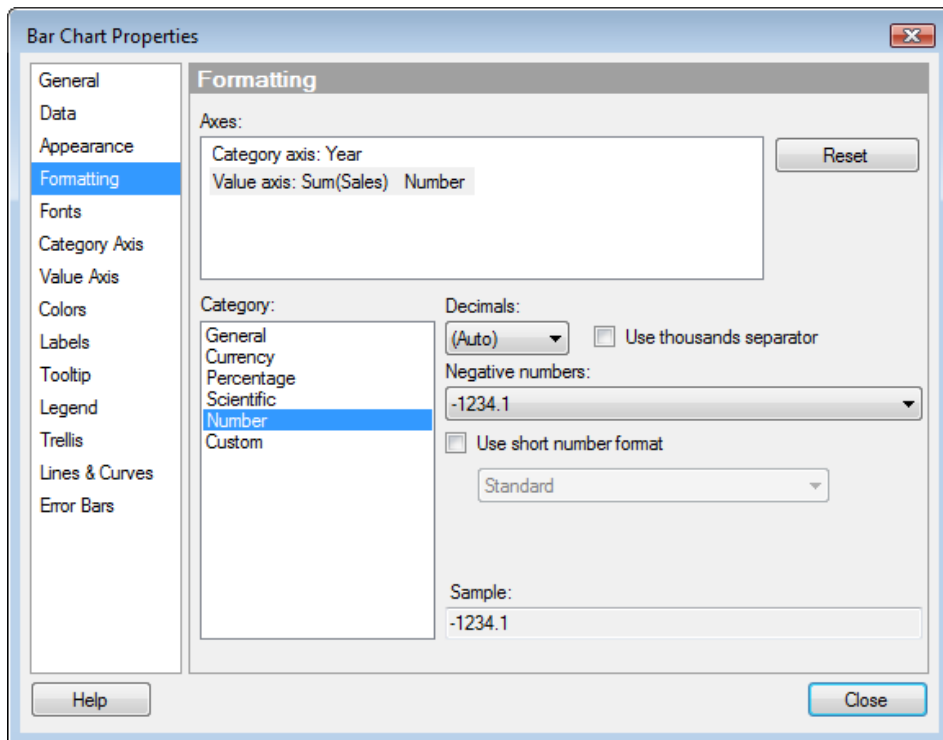 Bar Chart Properties
General
Data
Appearance
Formatting
Fonts
Category Axis
Value Axis
Colors
Labels
Tooltip
Legend
Trellis
Lines & Curves
Error Bars
Formatting
Axes:
Category axis: Year
Value axis: Sum(Sales) Number
Reset
Category:
General
Currency
Percentage
Scientific
Number
Custom
Decimals:
(Auto)
Use thousands separator
Negative numbers:
-1234.1
Use short number format
Standard
Sample:
-1234.1
Help
Close